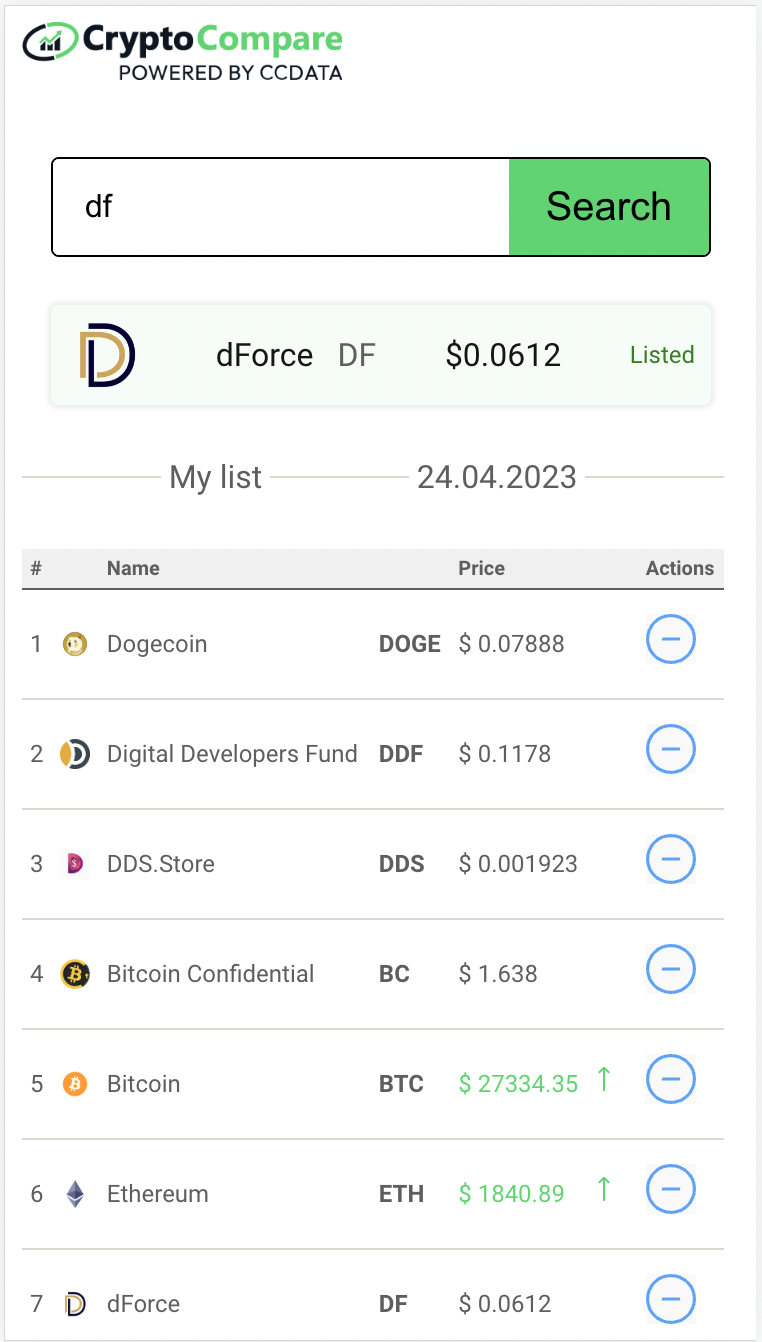 CryptoCompare
POWERED BY CCDATA
df Search
dForce DF $0.0612 Listed
My list 24.04.2023
# Name Price Actions
1 Dogecoin DOGE $ 0.07888
2 Digital Developers Fund DDF $ 0.1178
3 DDS.Store DDS $ 0.001923
4 Bitcoin Confidential BC $ 1.638
5 Bitcoin BTC $ 27334.35 ↑
6 Ethereum ETH $ 1840.89 ↑
7 dForce DF $ 0.0612